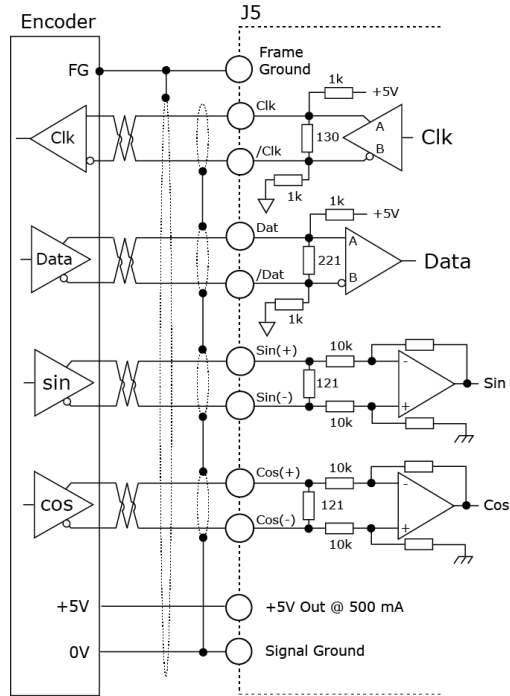 Encoder
J5
FG
Frame
Ground
1k
+5V
Clk
Clk
A
130
Clk
B
/Clk
1k
Dat
1k
+5V
Data
A
221
Data
B
/Dat
1k
sin
Sin(+)
10k
-
121
Sin
Sin(-)
+
10k
cos
Cos(+)
10k
-
121
Cos
Cos(-)
+
10k
+5V
+5V Out @ 500 mA
0V
Signal Ground